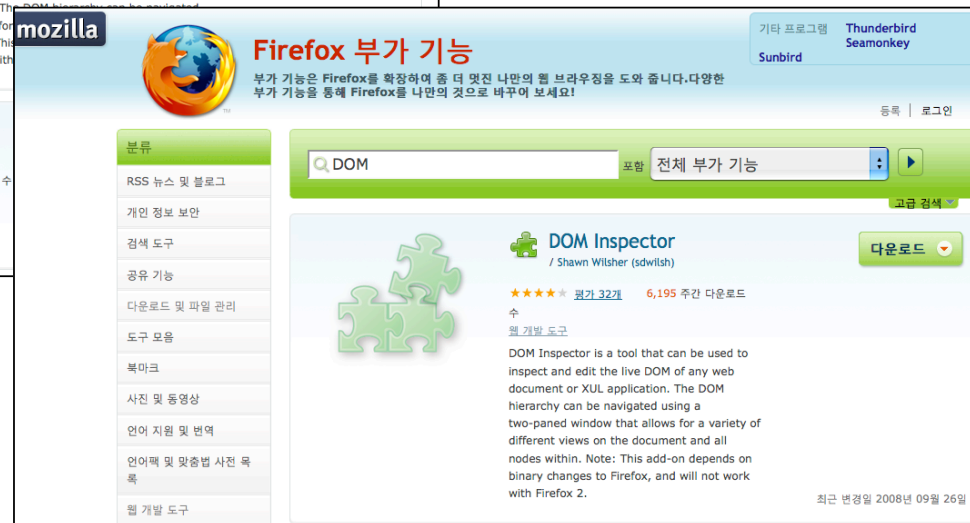 The DOM hierarchy can be navigated
for
This
with
수
mozilla
Firefox 부가 기능
부가 기능은 Firefox를 확장하여 좀 더 멋진 나만의 웹 브라우징을 도와 줍니다.다양한
부가 기능을 통해 Firefox를 나만의 것으로 바꾸어 보세요!
기타 프로그램 Thunderbird
Seamonkey
Sunbird
등록 | 로그인
분류
RSS 뉴스 및 블로그
개인 정보 보안
검색 도구
공유 기능
다운로드 및 파일 관리
도구 모음
북마크
사진 및 동영상
언어 지원 및 번역
언어팩 및 맞춤법 사전 목
록
웹 개발 도구
DOM 포함 전체 부가 기능
고급 검색
DOM Inspector
/ Shawn Wilsher (sdwilsh)
다운로드
평가 32개 6,195 주간 다운로드
수
웹 개발 도구
DOM Inspector is a tool that can be used to
inspect and edit the live DOM of any web
document or XUL application. The DOM
hierarchy can be navigated using a
two-paned window that allows for a variety of
different views on the document and all
nodes within. Note: This add-on depends on
binary changes to Firefox, and will not work
with Firefox 2.
최근 변경일 2008년 09월 26일